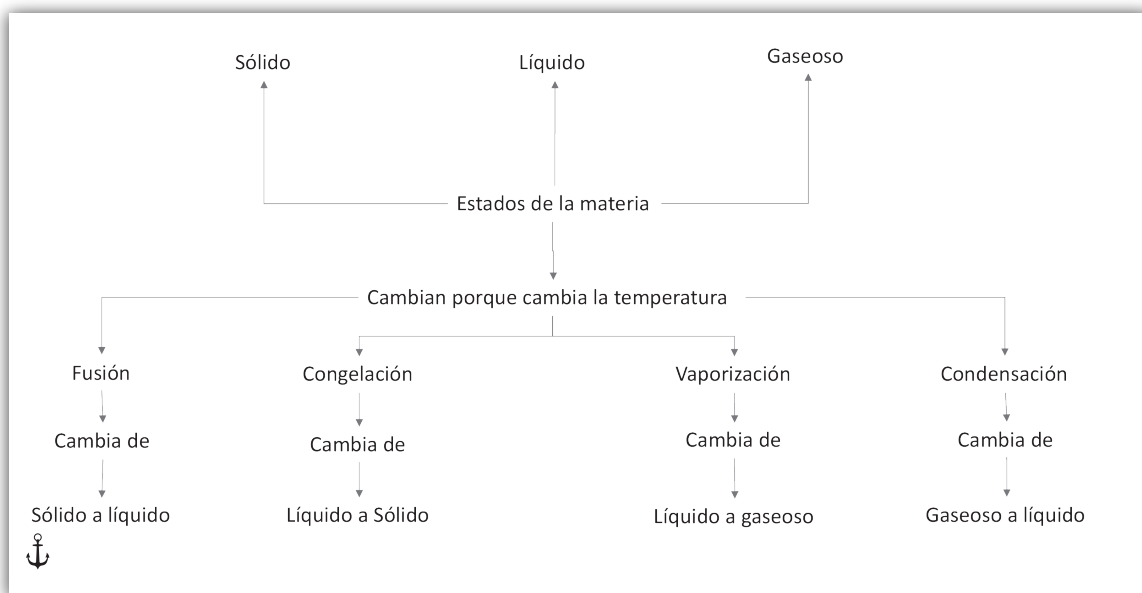 Sólido
Líquido
Gaseoso
Estados de la materia
Cambian porque cambia la temperatura
Fusión
Congelación
Vaporización
Condensación
Cambia de
Cambia de
Cambia de
Cambia de
Sólido a líquido
Líquido a Sólido
Líquido a gaseoso
Gaseoso a líquido